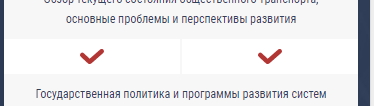 Обзор текущего состояния общественного транспорта,
основные проблемы и перспективы развития
Государственная политика и программы развития систем